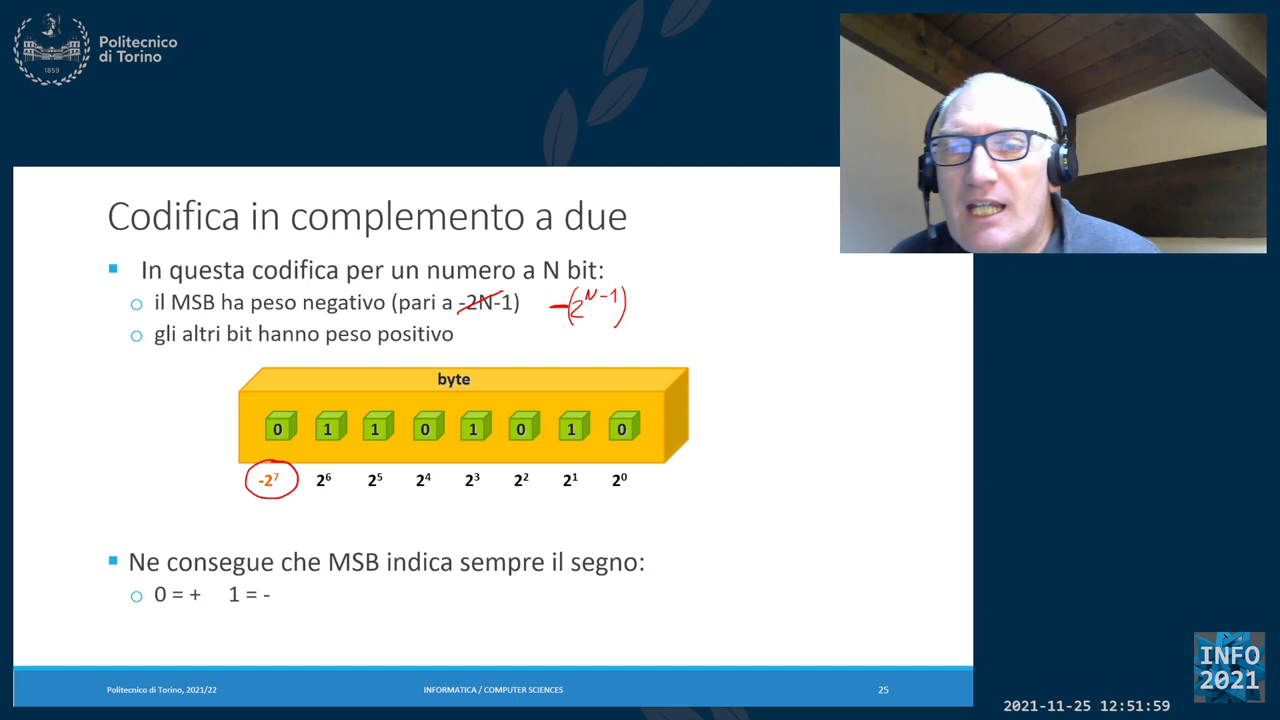 Politecnico
di Torino
1859
Codifica in complemento a due
In questa codifica per un numero a N bit:
il MSB ha peso negativo (pari a -2N-1) -(2^N-1)
gli altri bit hanno peso positivo
byte
0 1 1 0 1 0 1 0
-2⁷ 2⁶ 2⁵ 2⁴ 2³ 2² 2¹ 2⁰
Ne consegue che MSB indica sempre il segno:
0 = + 1 = -
Politecnico di Torino, 2021/22 INFORMATICA / COMPUTER SCIENCES 25
INFO
2021
2021-11-25 12:51:59